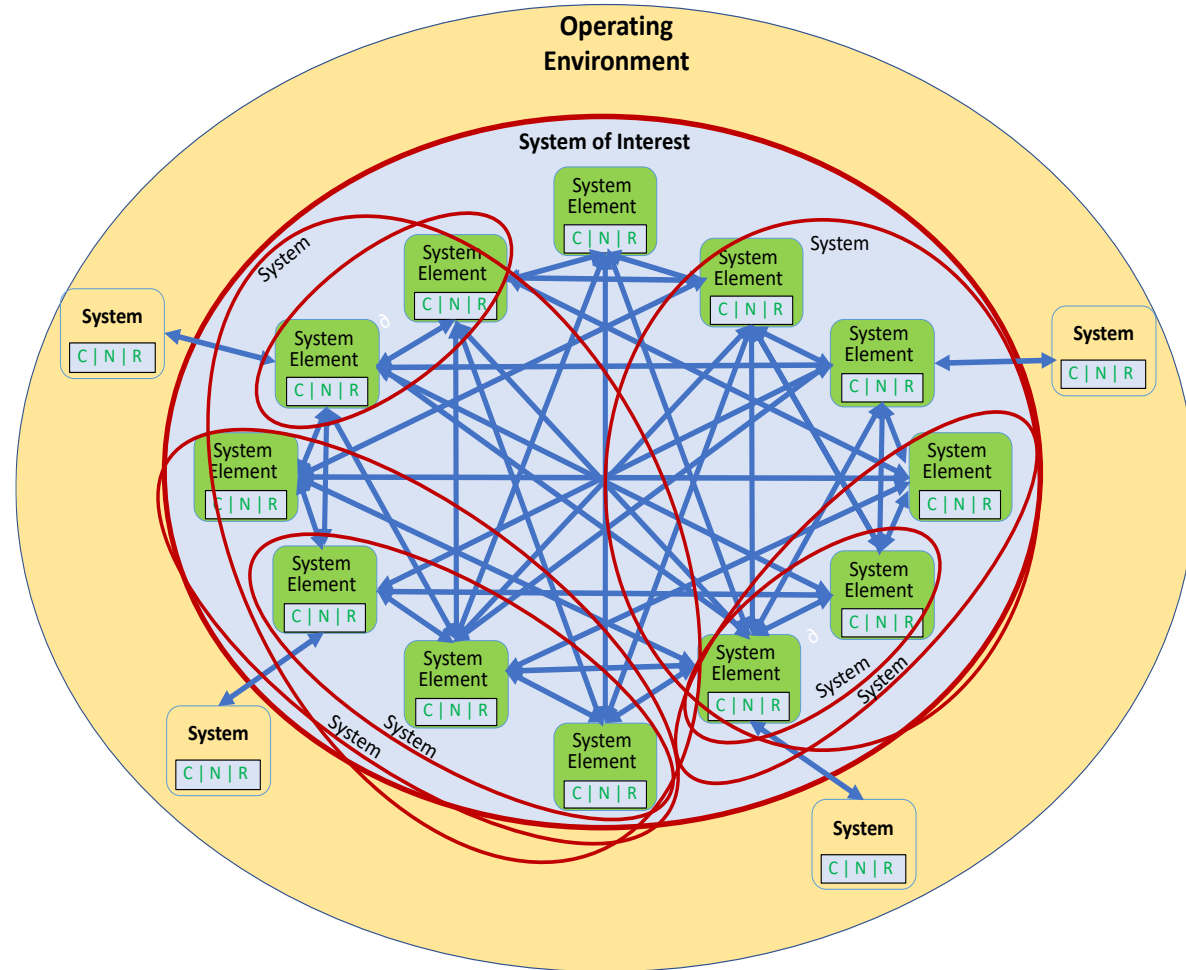 Operating
Environment
System of Interest
System
Element
C | N | R
System
System
Element
C | N | R
System
Element
C | N | R
System
System
C | N | R
System
Element
C | N | R
∂
System
Element
C | N | R
System
C | N | R
System
Element
C | N | R
System
Element
C | N | R
System
Element
C | N | R
System
Element
C | N | R
System
Element
C | N | R
System
Element
C | N | R
∂
System
System
System
Element
C | N | R
System
System
System
C | N | R
System
C | N | R